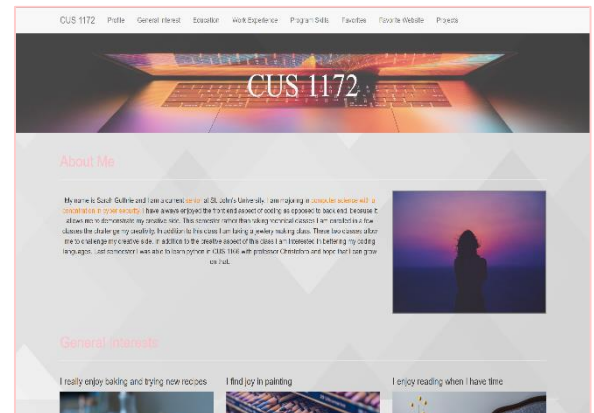 CUS 1172 Profile General Interest Education Work Experience Program Skills Favorites Favorite Website Projects
CUS 1172
About Me
My name is Sarah Guthrie and I am a current senior at St. John's University. I am majoring in computer science with a
concentration in cyber security. I have always enjoyed the front end aspect of coding as opposed to back end because it
allows me to demonstrate my creative side. This semester rather than taking technical classes I am enrolled in a few
classes the challenge my creativity. In addition to this class I am taking a jewlery making class. These two classes allow
me to challenge my creative side. In addition to the creative aspect of this class I am interested in bettering my coding
languages. Last semester I was able to learn python in CUS 1166 with professor Christoforo and hope that I can grow
on that.
General Interests
I really enjoy baking and trying new recipes I find joy in painting I enjoy reading when I have time